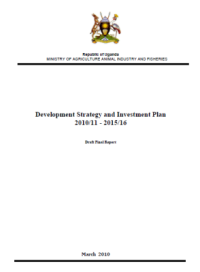 Republic of Uganda
MINISTRY OF AGRICULTURE ANIMAL INDUSTRY AND FISHERIES
Development Strategy and Investment Plan
2010/11 - 2015/16
Draft Final Report
March 2010